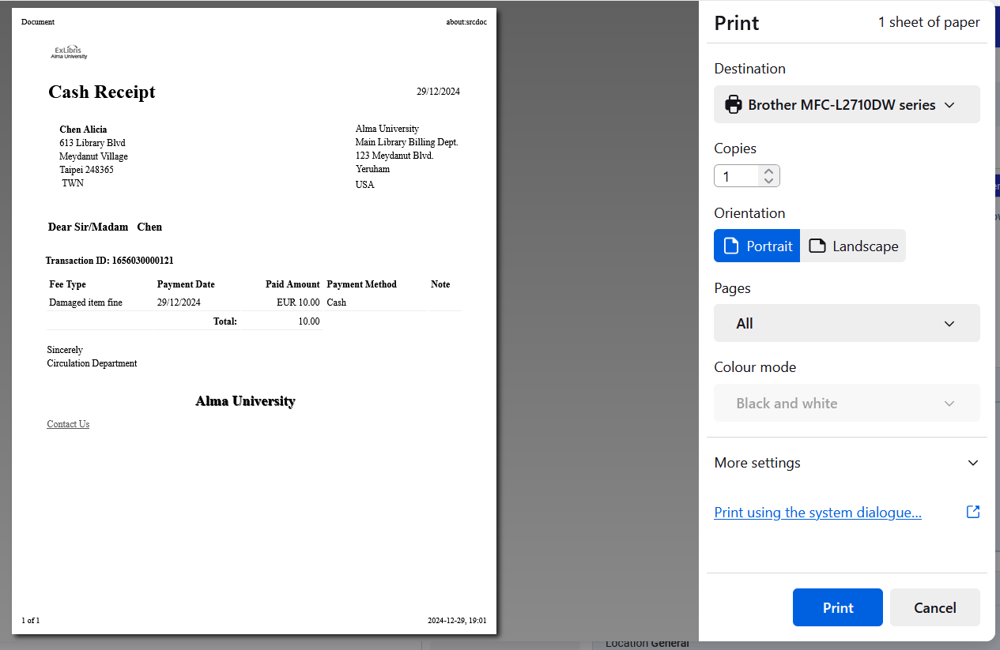 Document about:srcdoc
ExLibris
Alma University
Cash Receipt 29/12/2024
Chen Alicia
613 Library Blvd
Meydanut Village
Taipei 248365
TWN
Alma University
Main Library Billing Dept.
123 Meydanut Blvd.
Yeruham
USA
Dear Sir/Madam Chen
Transaction ID: 1656030000121
Fee Type Payment Date Paid Amount Payment Method Note
Damaged item fine 29/12/2024 EUR 10.00 Cash
Total: 10.00
Sincerely
Circulation Department
Alma University
Contact Us
1 of 1 2024-12-29, 19:01
Print 1 sheet of paper
Destination
Brother MFC-L2710DW series
Copies
1
Orientation
Portrait Landscape
Pages
All
Colour mode
Black and white
More settings
Print using the system dialogue...
Print Cancel
Location General